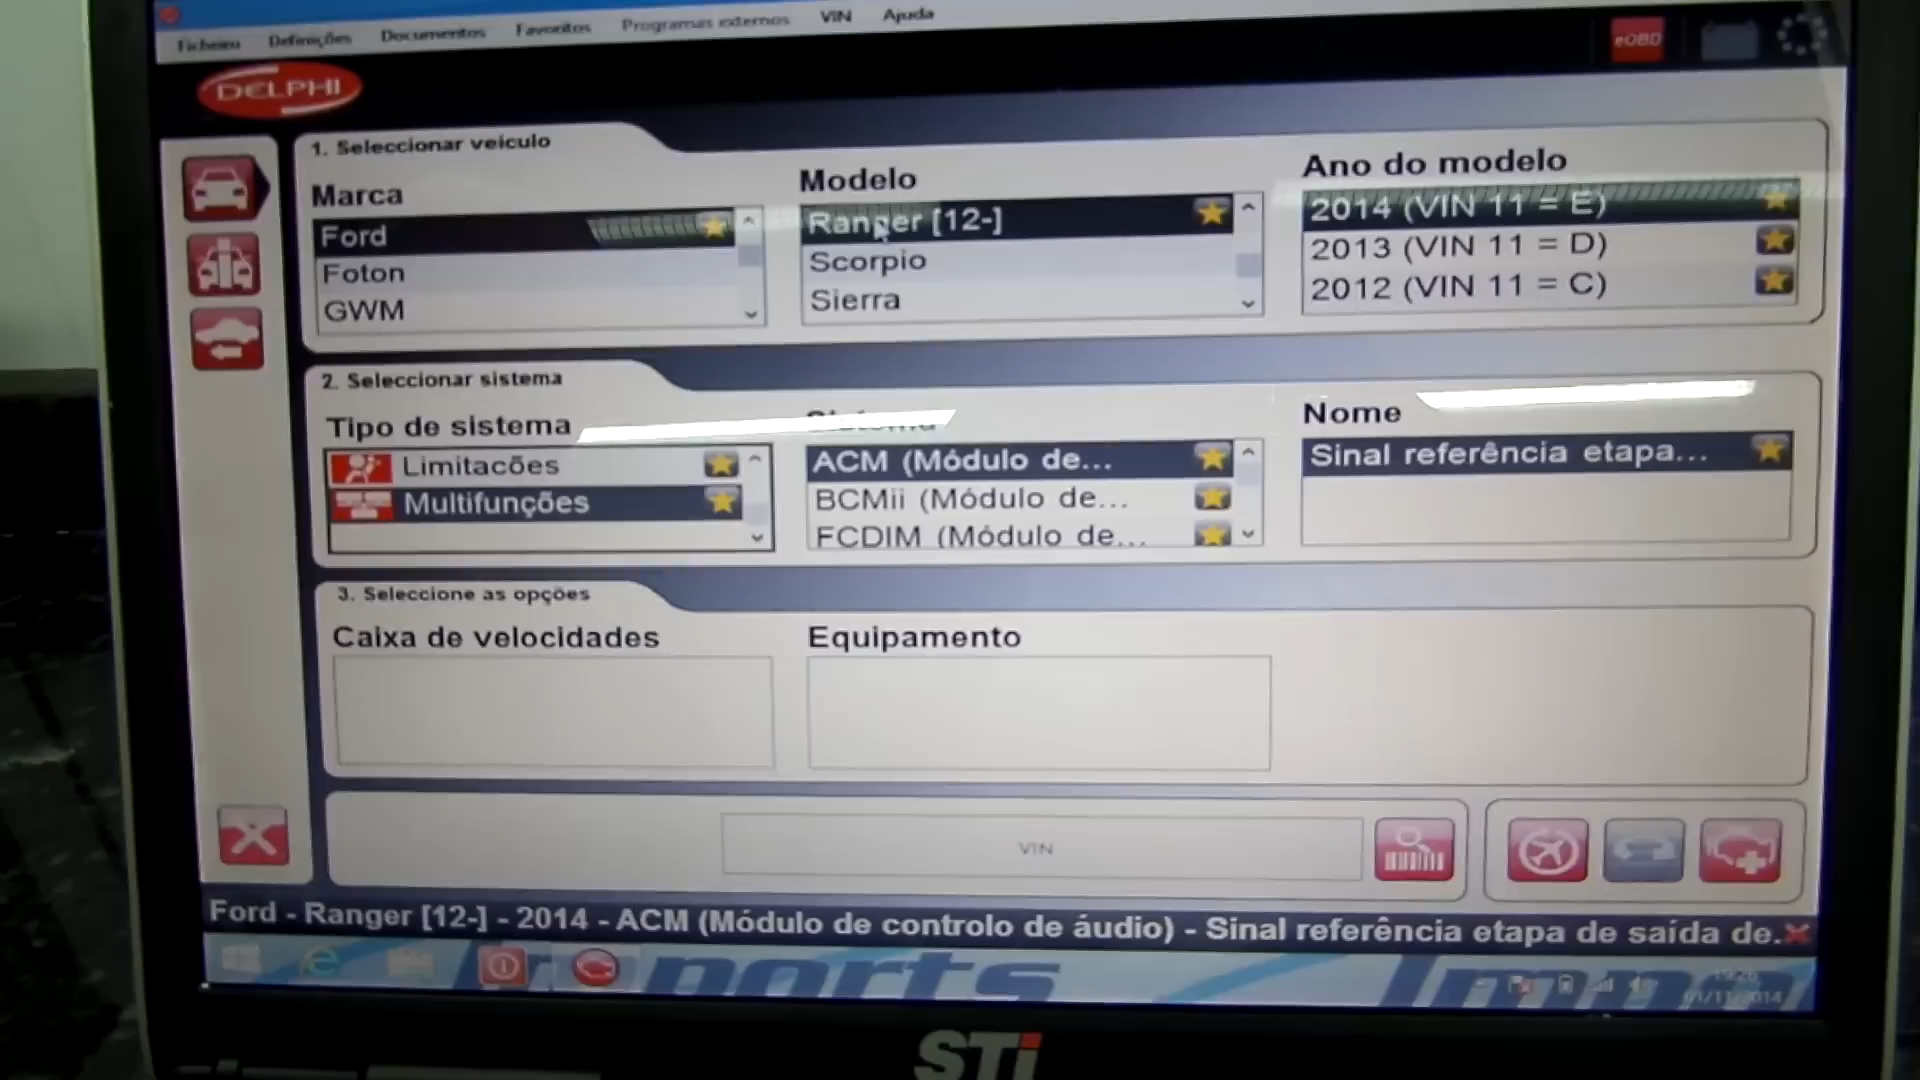 Ficheiro Definições Documentos Favoritos Programas externos VIN Ajuda
eOBD
DELPHI
1. Seleccionar veículo
Marca
Ford
Foton
GWM
Modelo
Ranger [12-]
Scorpio
Sierra
Ano do modelo
2014 (VIN 11 = E)
2013 (VIN 11 = D)
2012 (VIN 11 = C)
2. Seleccionar sistema
Tipo de sistema
Limitacões
Multifunções
Sistema
ACM (Módulo de...
BCMii (Módulo de...
FCDIM (Módulo de...
Nome
Sinal referência etapa...
3. Seleccione as opções
Caixa de velocidades
Equipamento
VIN
Ford - Ranger [12-] - 2014 - ACM (Módulo de controlo de áudio) - Sinal referência etapa de saída de.
01/11/2014
STi